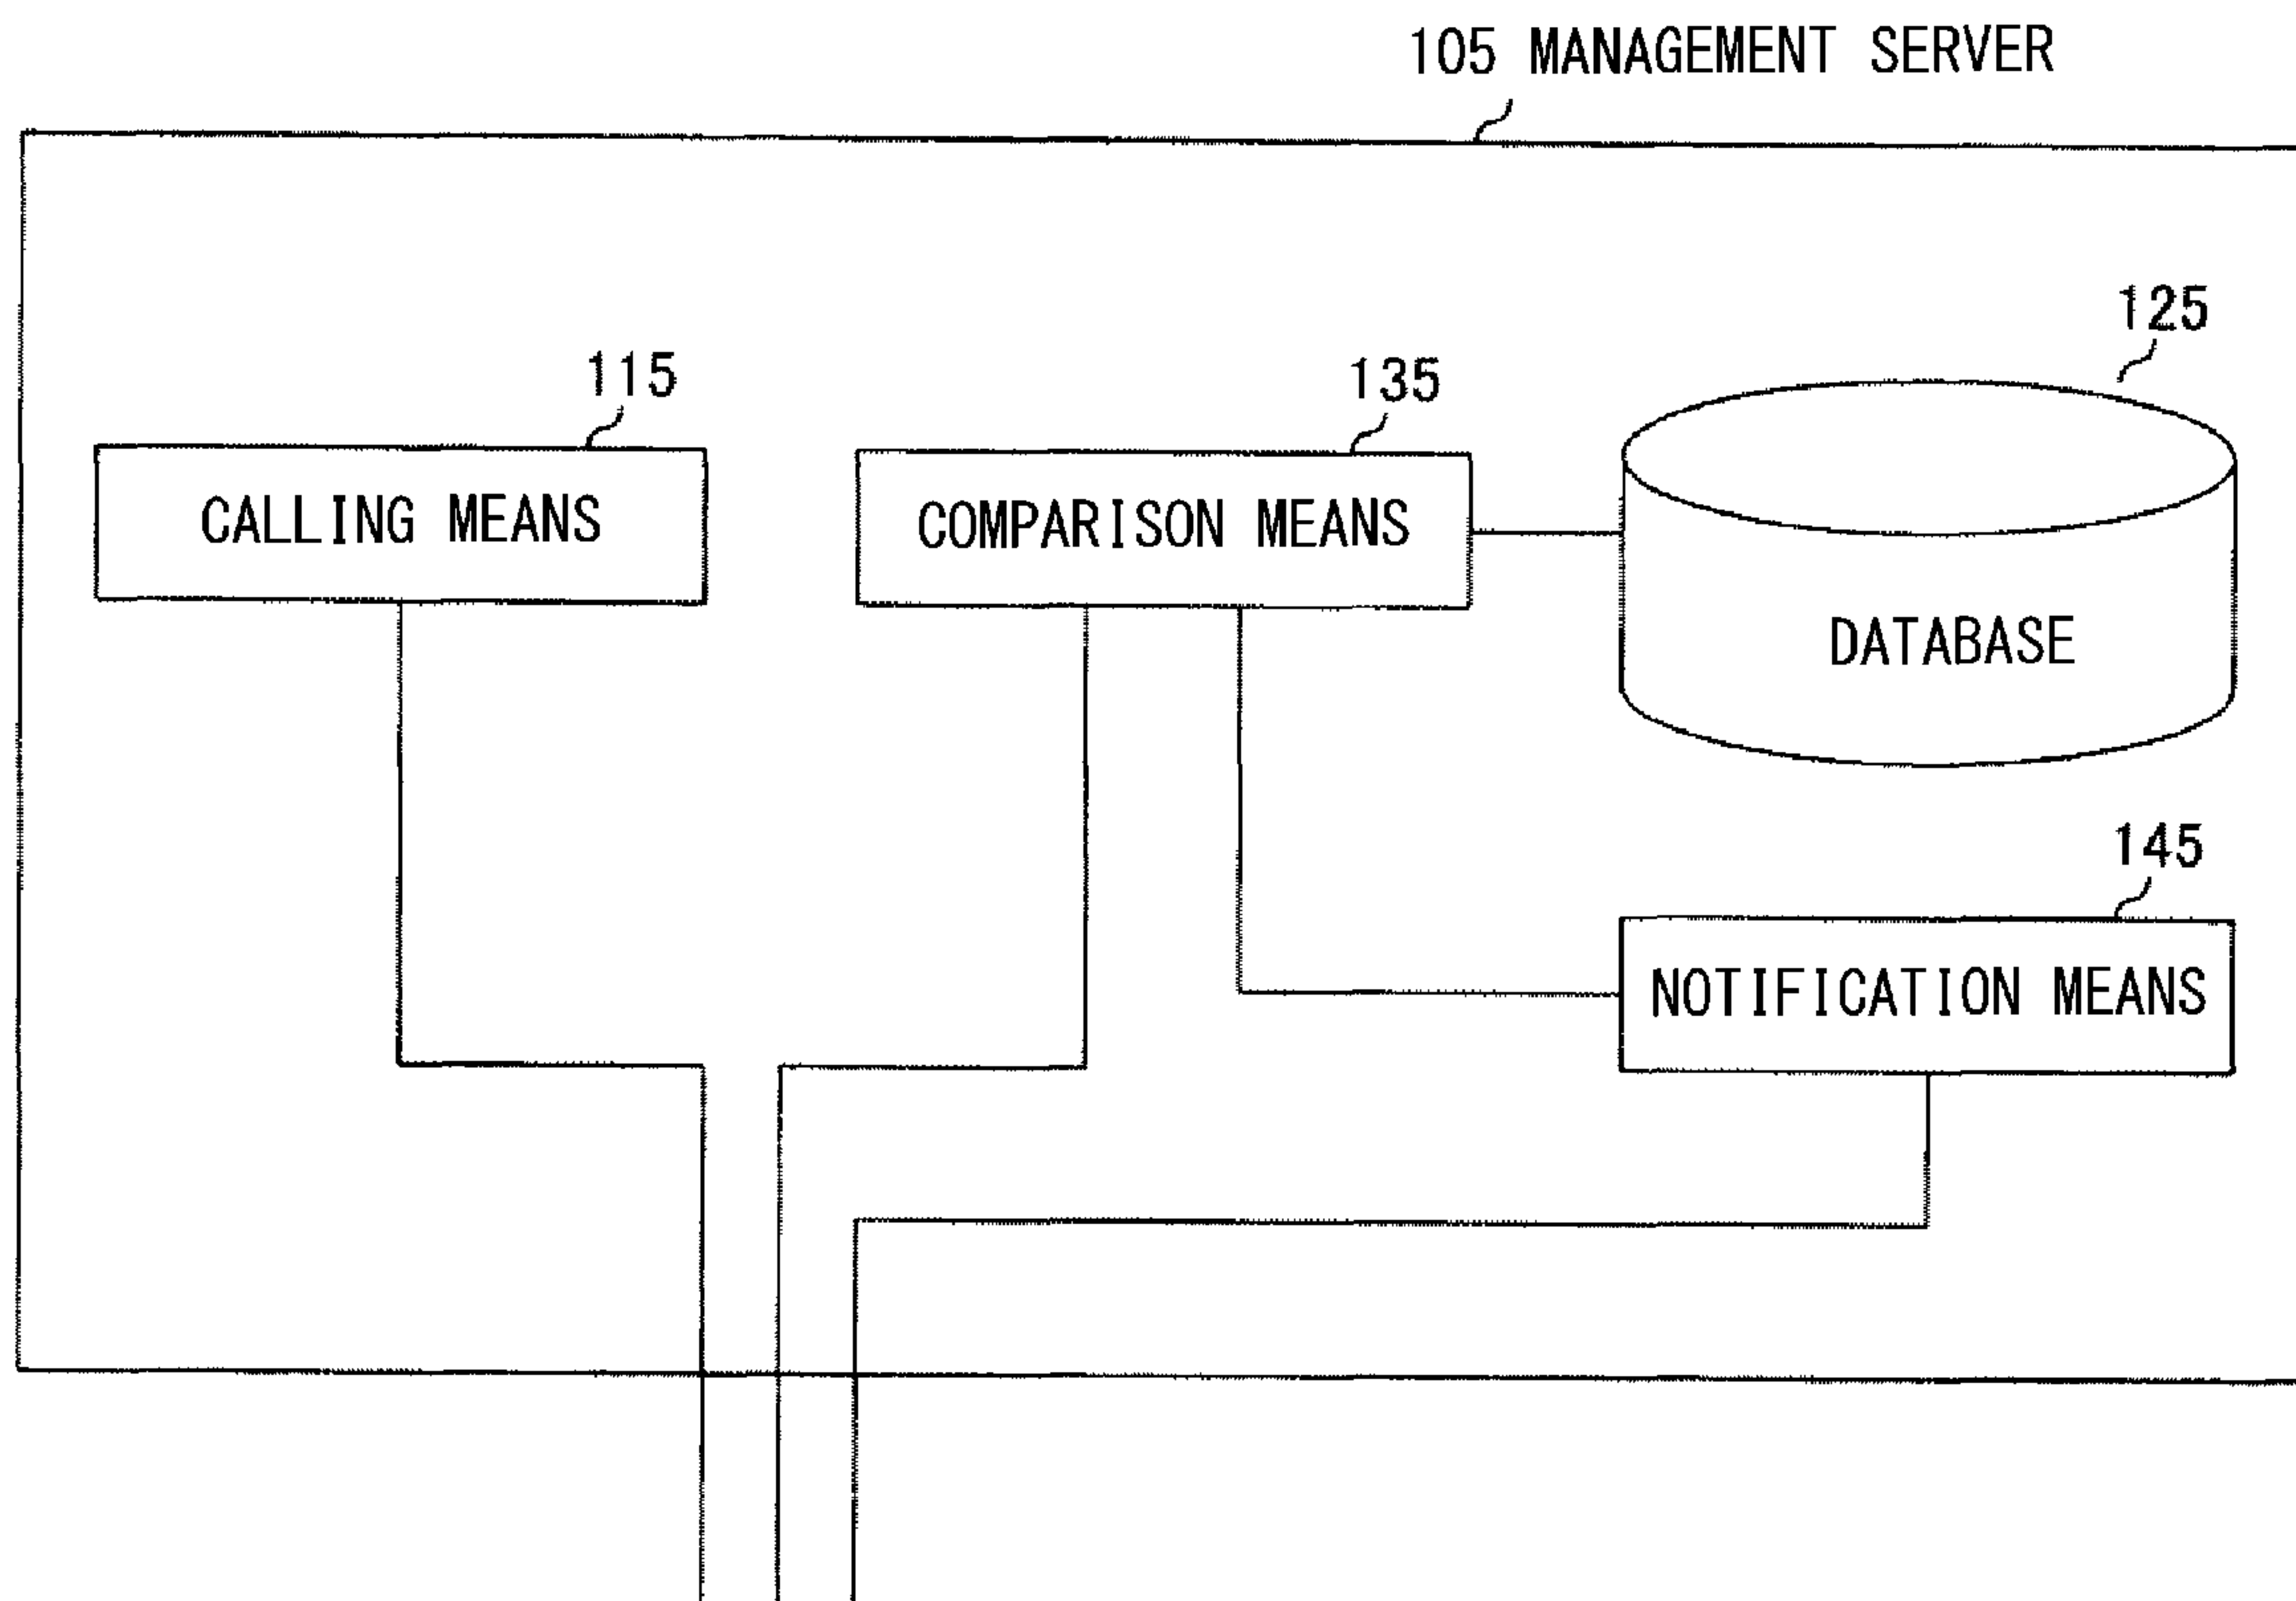 105 MANAGEMENT SERVER
125
115
135
CALLING MEANS
COMPARISON MEANS
DATABASE
145
NOTIFICATION MEANS